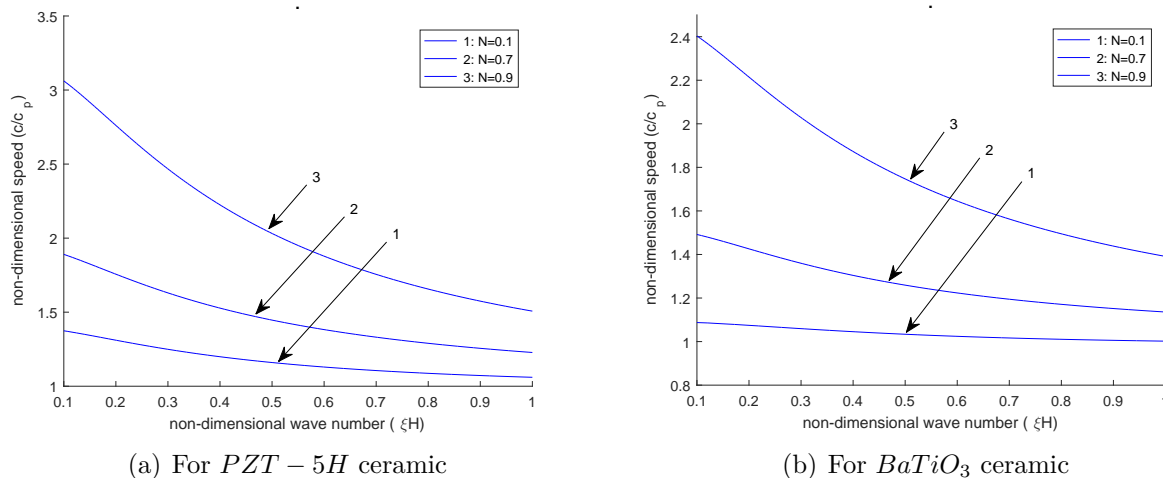 3.5
3
2.5
2
1.5
1
0.1 0.2 0.3 0.4 0.5 0.6 0.7 0.8 0.9 1
non-dimensional wave number ( ξH)
non-dimensional speed (c/c p )
1: N=0.1
2: N=0.7
3: N=0.9
3
2
1
(a) For PZT − 5H ceramic
2.4
2.2
2
1.8
1.6
1.4
1.2
1
0.8
0.1 0.2 0.3 0.4 0.5 0.6 0.7 0.8 0.9 1
non-dimensional wave number ( ξH)
non-dimensional speed (c/c p )
1: N=0.1
2: N=0.7
3: N=0.9
3
2
1
(b) For BaTiO3 ceramic